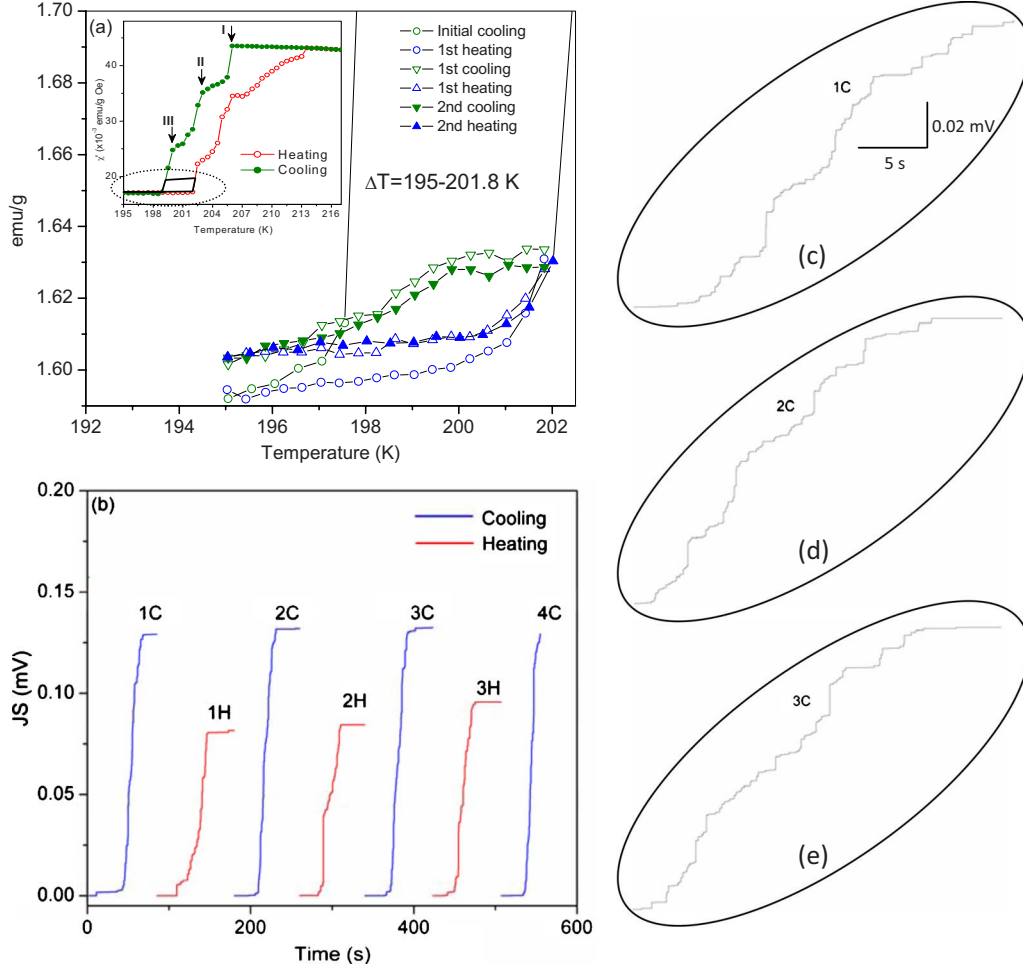 (a)
1.70
1.68
1.66
1.64
1.62
1.60
emu/g
192
194
196
198
200
202
Temperature (K)
Initial cooling
1st heating
1st cooling
1st heating
2nd cooling
2nd heating
ΔT=195-201.8 K
I
II
III
40
30
20
χ' (x10⁻³ emu/g Oe)
Heating
Cooling
195 198 201 204 207 210 213 216
Temperature (K)
(b)
0.20
0.15
0.10
0.05
0.00
JS (mV)
Cooling
Heating
1C
2C
3C
4C
1H
2H
3H
0
200
400
600
Time (s)
1C
0.02 mV
5 s
(c)
2C
(d)
3C
(e)